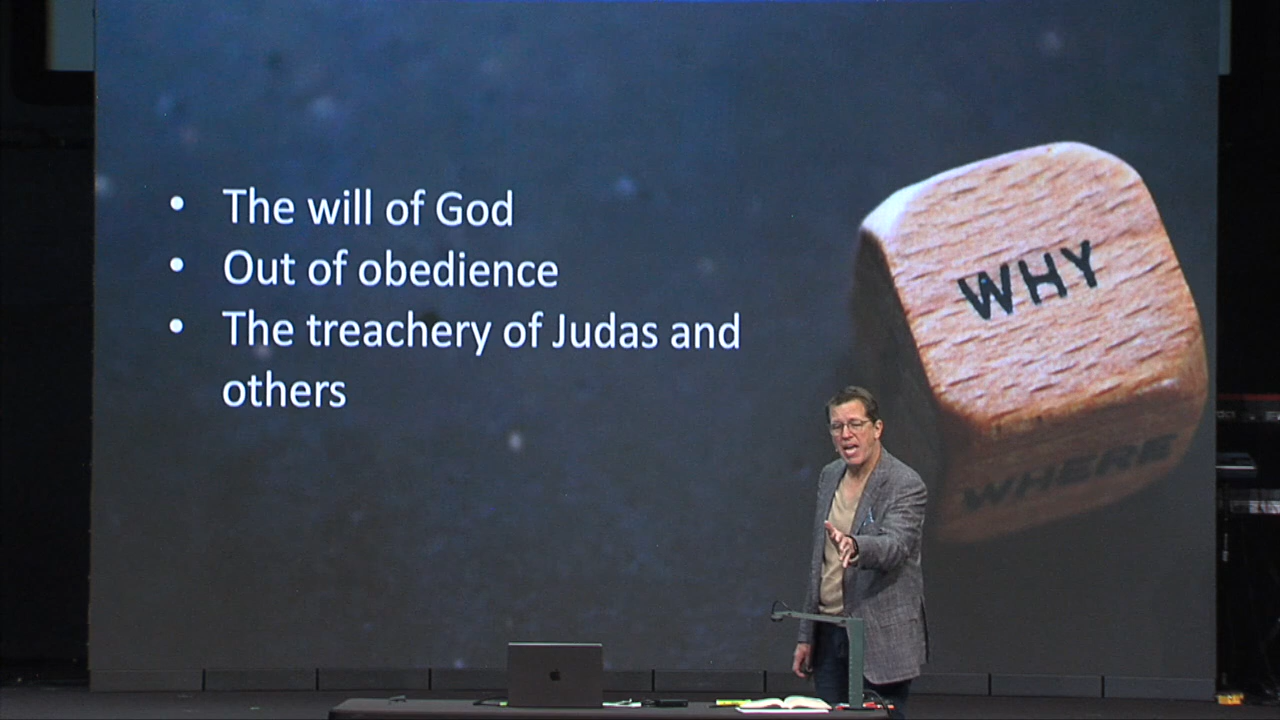 • The will of God
• Out of obedience
• The treachery of Judas and
others
WHY
WHERE